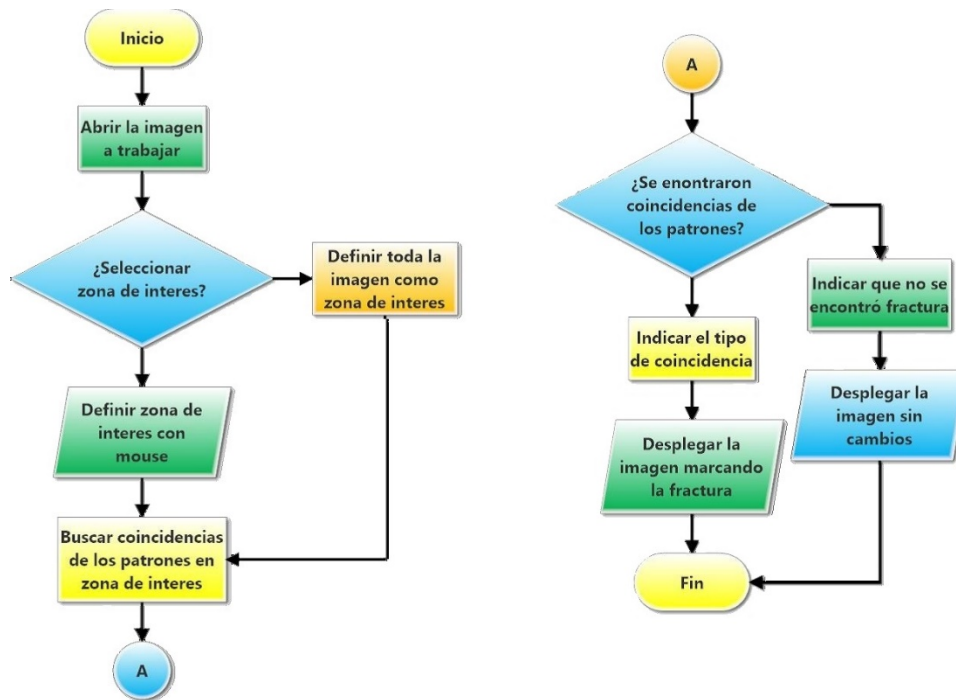 Inicio
Abrir la imagen
a trabajar
¿Seleccionar
zona de interes?
Definir toda la
imagen como
zona de interes
Definir zona de
interes con
mouse
Buscar coincidencias
de los patrones en
zona de interes
A
A
¿Se enontraron
coincidencias de
los patrones?
Indicar que no se
encontró fractura
Indicar el tipo
de coincidencia
Desplegar la
imagen sin
cambios
Desplegar la
imagen marcando
la fractura
Fin